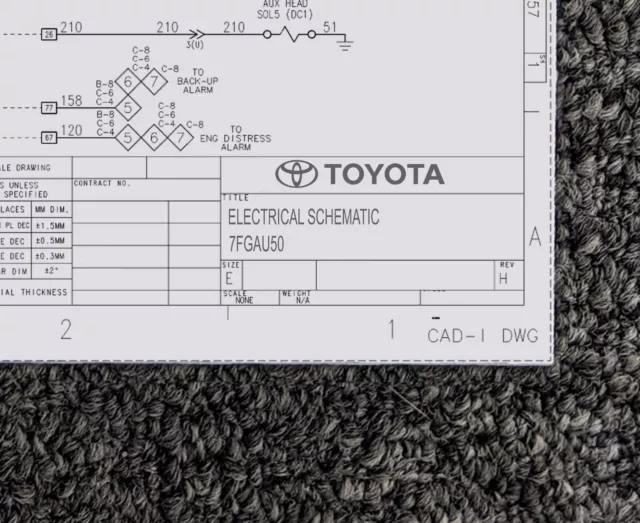 AUX HEAD
SOL5 (DC1)
26 210 210 210 51
3(U)
57
S4
1
C-8
C-6
C-4 C-8
6 7 TO
BACK-UP
ALARM
B-8
C-6
C-4
77 158 5
C-8
C-6
C-4 C-8
B-8
C-6
C-4
67 120 5 6 7 TO
ENG DISTRESS
ALARM
LE DRAWING
S UNLESS
SPECIFIED
CONTRACT NO.
TOYOTA
TITLE
ELECTRICAL SCHEMATIC
7FGAU50
LACES MM DIM.
PL DEC ±1.5MM
E DEC ±0.5MM
E DEC ±0.3MM
R DIM ±2°
IAL THICKNESS
SIZE
E
REV
H
SCALE
NONE
WEIGHT
N/A
A
2 1 CAD-I DWG